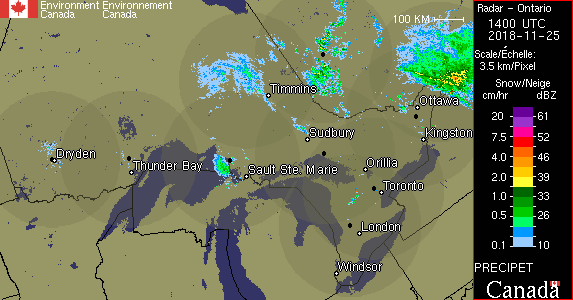 Environment Environnement
Canada Canada
100 KM
Timmins
Ottawa
Sudbury
Kingston
Dryden
Thunder Bay
Sault Ste. Marie
Orillia
Toronto
London
Windsor
Radar - Ontario
1400 UTC
2018-11-25
Scale/Échelle:
3.5 km/Pixel
Snow/Neige
cm/hr dBZ
20 61
7.5 52
4.0 46
2.0 39
1.0 33
0.5 26
0.1 10
PRECIPET
Canada